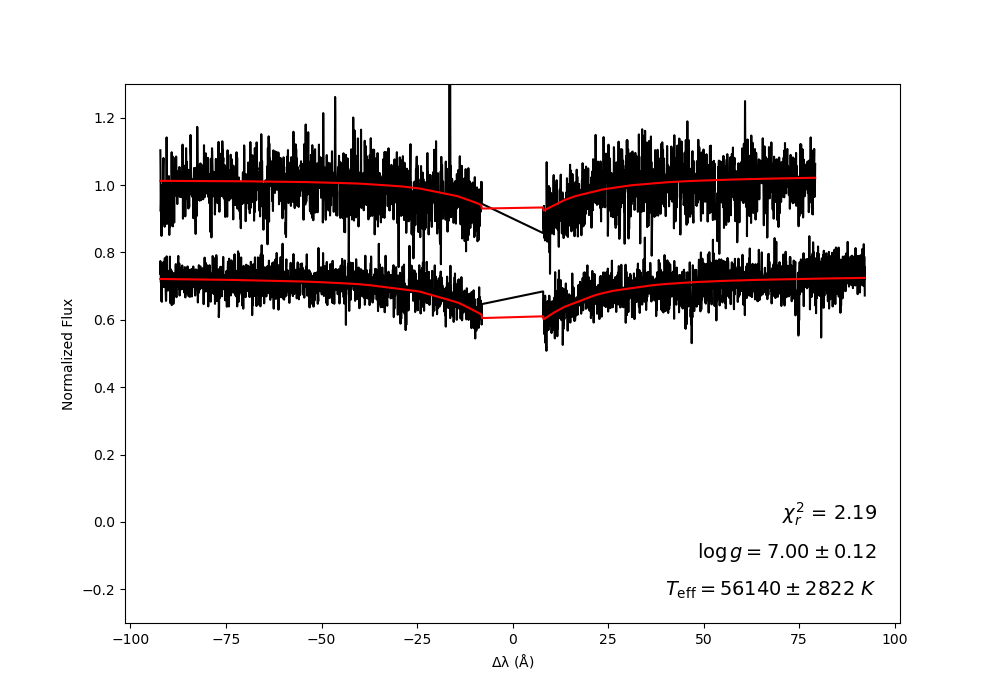 1.2
1.0
0.8
0.6
0.4
0.2
0.0
−0.2
Normalized Flux
χ²ᵣ = 2.19
log g = 7.00 ± 0.12
T_eff = 56140 ± 2822 K
−100 −75 −50 −25 0 25 50 75 100
Δλ (Å)